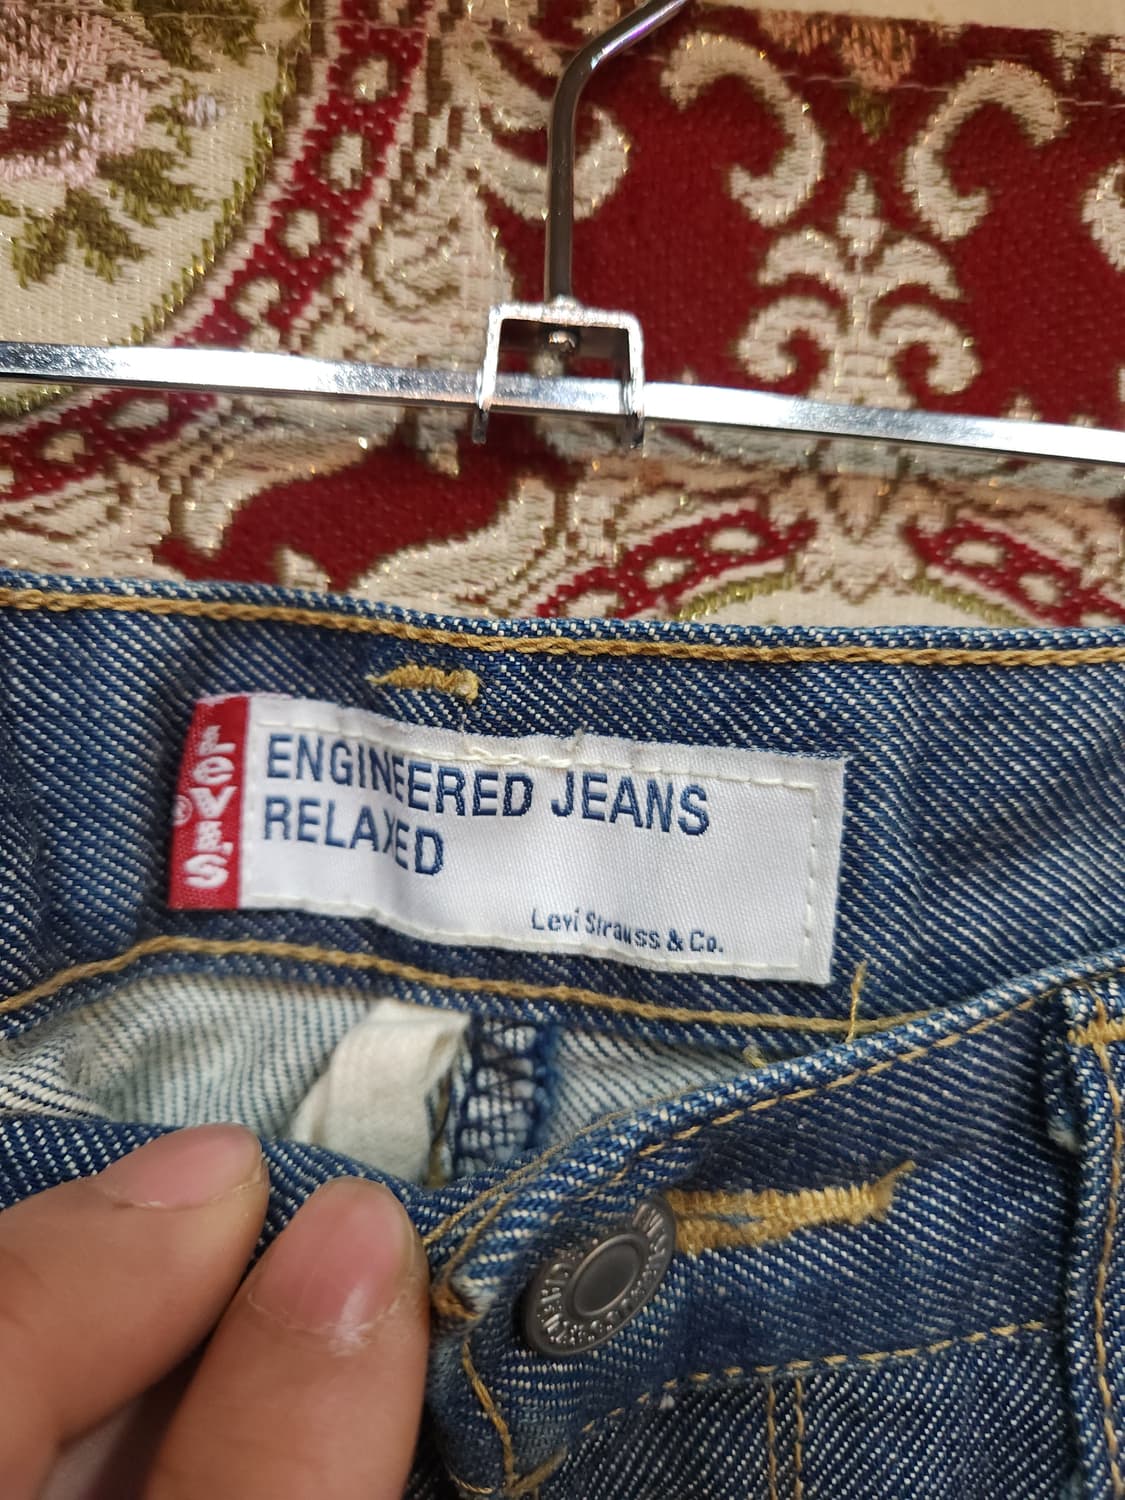 LEVI'S
®
ENGINEERED JEANS
RELAXED
Levi Strauss & Co.